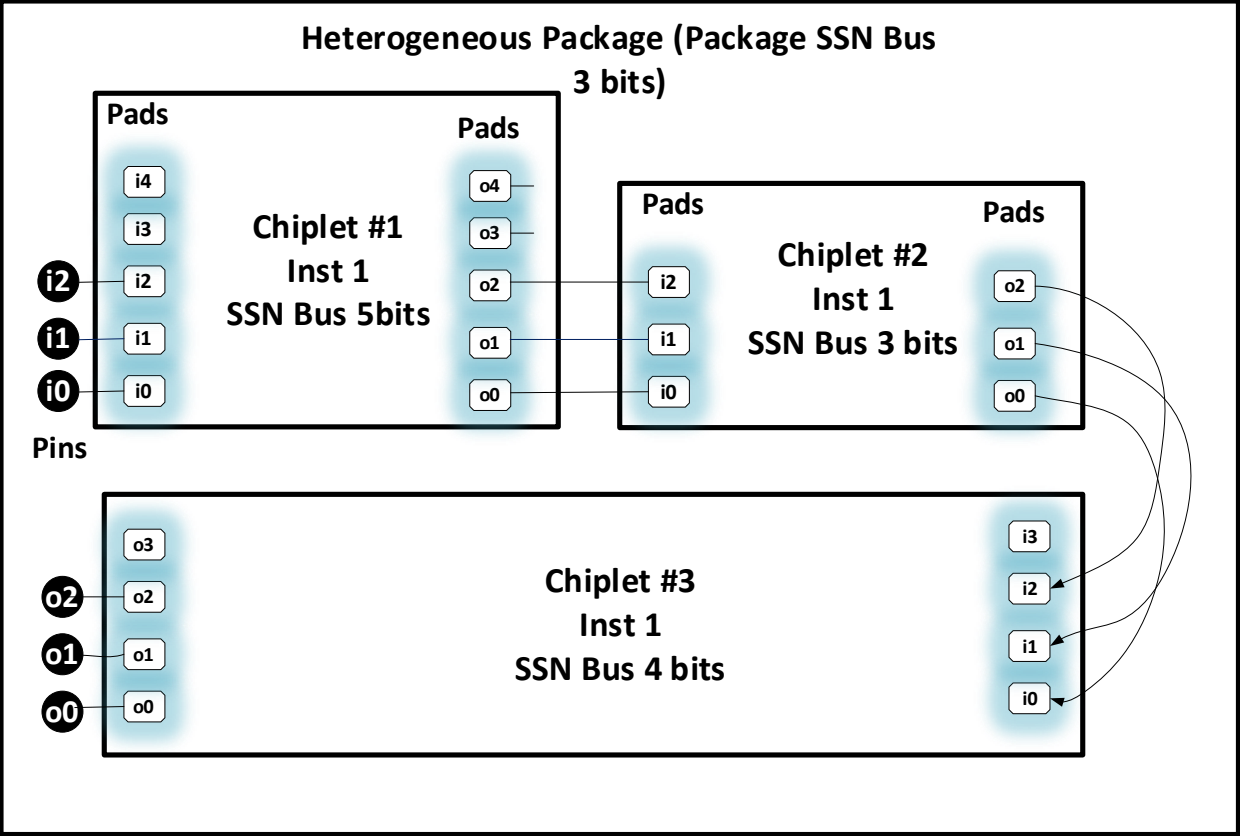 Heterogeneous Package (Package SSN Bus
3 bits)
Pads
Pads
i4
i3
i2
i1
i0
Chiplet #1
Inst 1
SSN Bus 5bits
o4
o3
o2
o1
o0
i2
i1
i0
Pins
Pads
Pads
i2
i1
i0
Chiplet #2
Inst 1
SSN Bus 3 bits
o2
o1
o0
o3
o2
o1
o0
o2
o1
o0
Chiplet #3
Inst 1
SSN Bus 4 bits
i3
i2
i1
i0